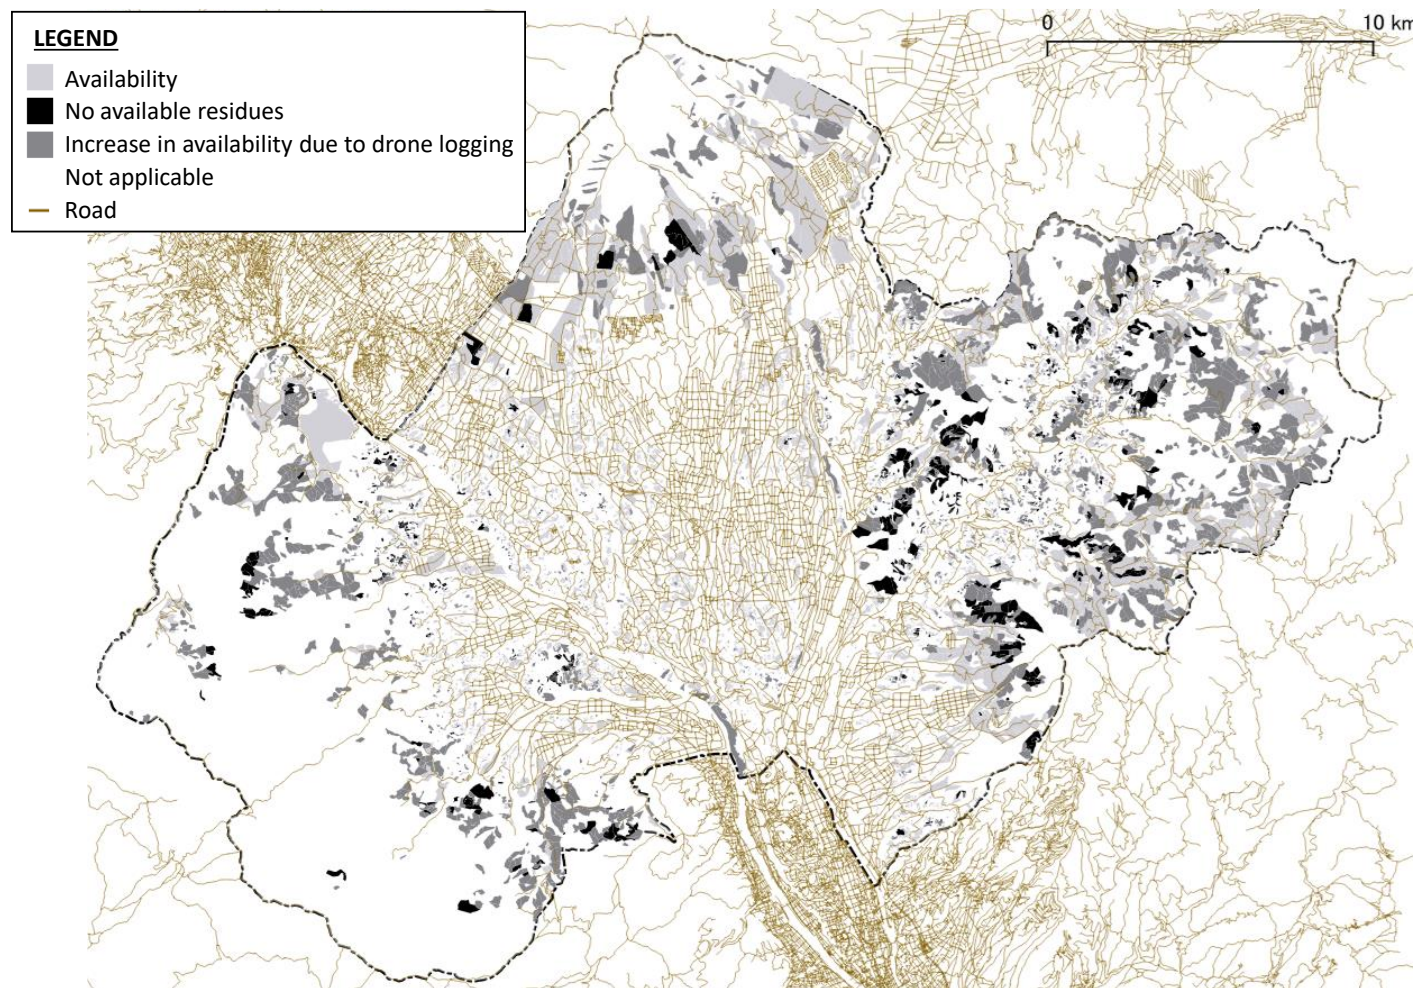 LEGEND
Availability
No available residues
Increase in availability due to drone logging
Not applicable
Road
0 10 km